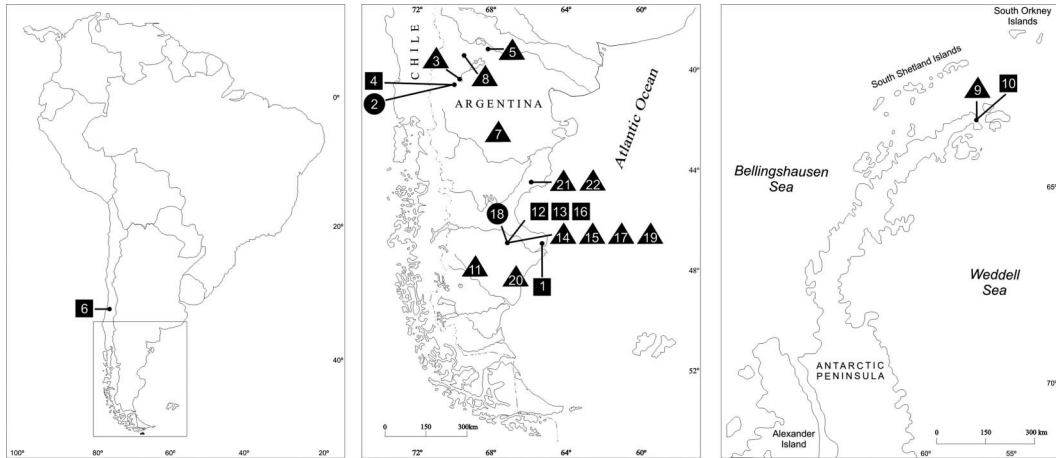 0°
20°
40°
100°
80°
60°
40°
20°
6
72°
68°
64°
60°
CHILE
3
5
4
8
2
ARGENTINA
Atlantic Ocean
7
21 22
18
12 13 16
14 15 17 19
11
20
1
40°
44°
48°
52°
0 150 300km
72°
68°
64°
60°
South Orkney
Islands
South Shetland Islands
9
10
Bellingshausen
Sea
65°
Weddell
Sea
ANTARCTIC
PENINSULA
70°
Alexander
Island
0 150 300 km
60°
55°